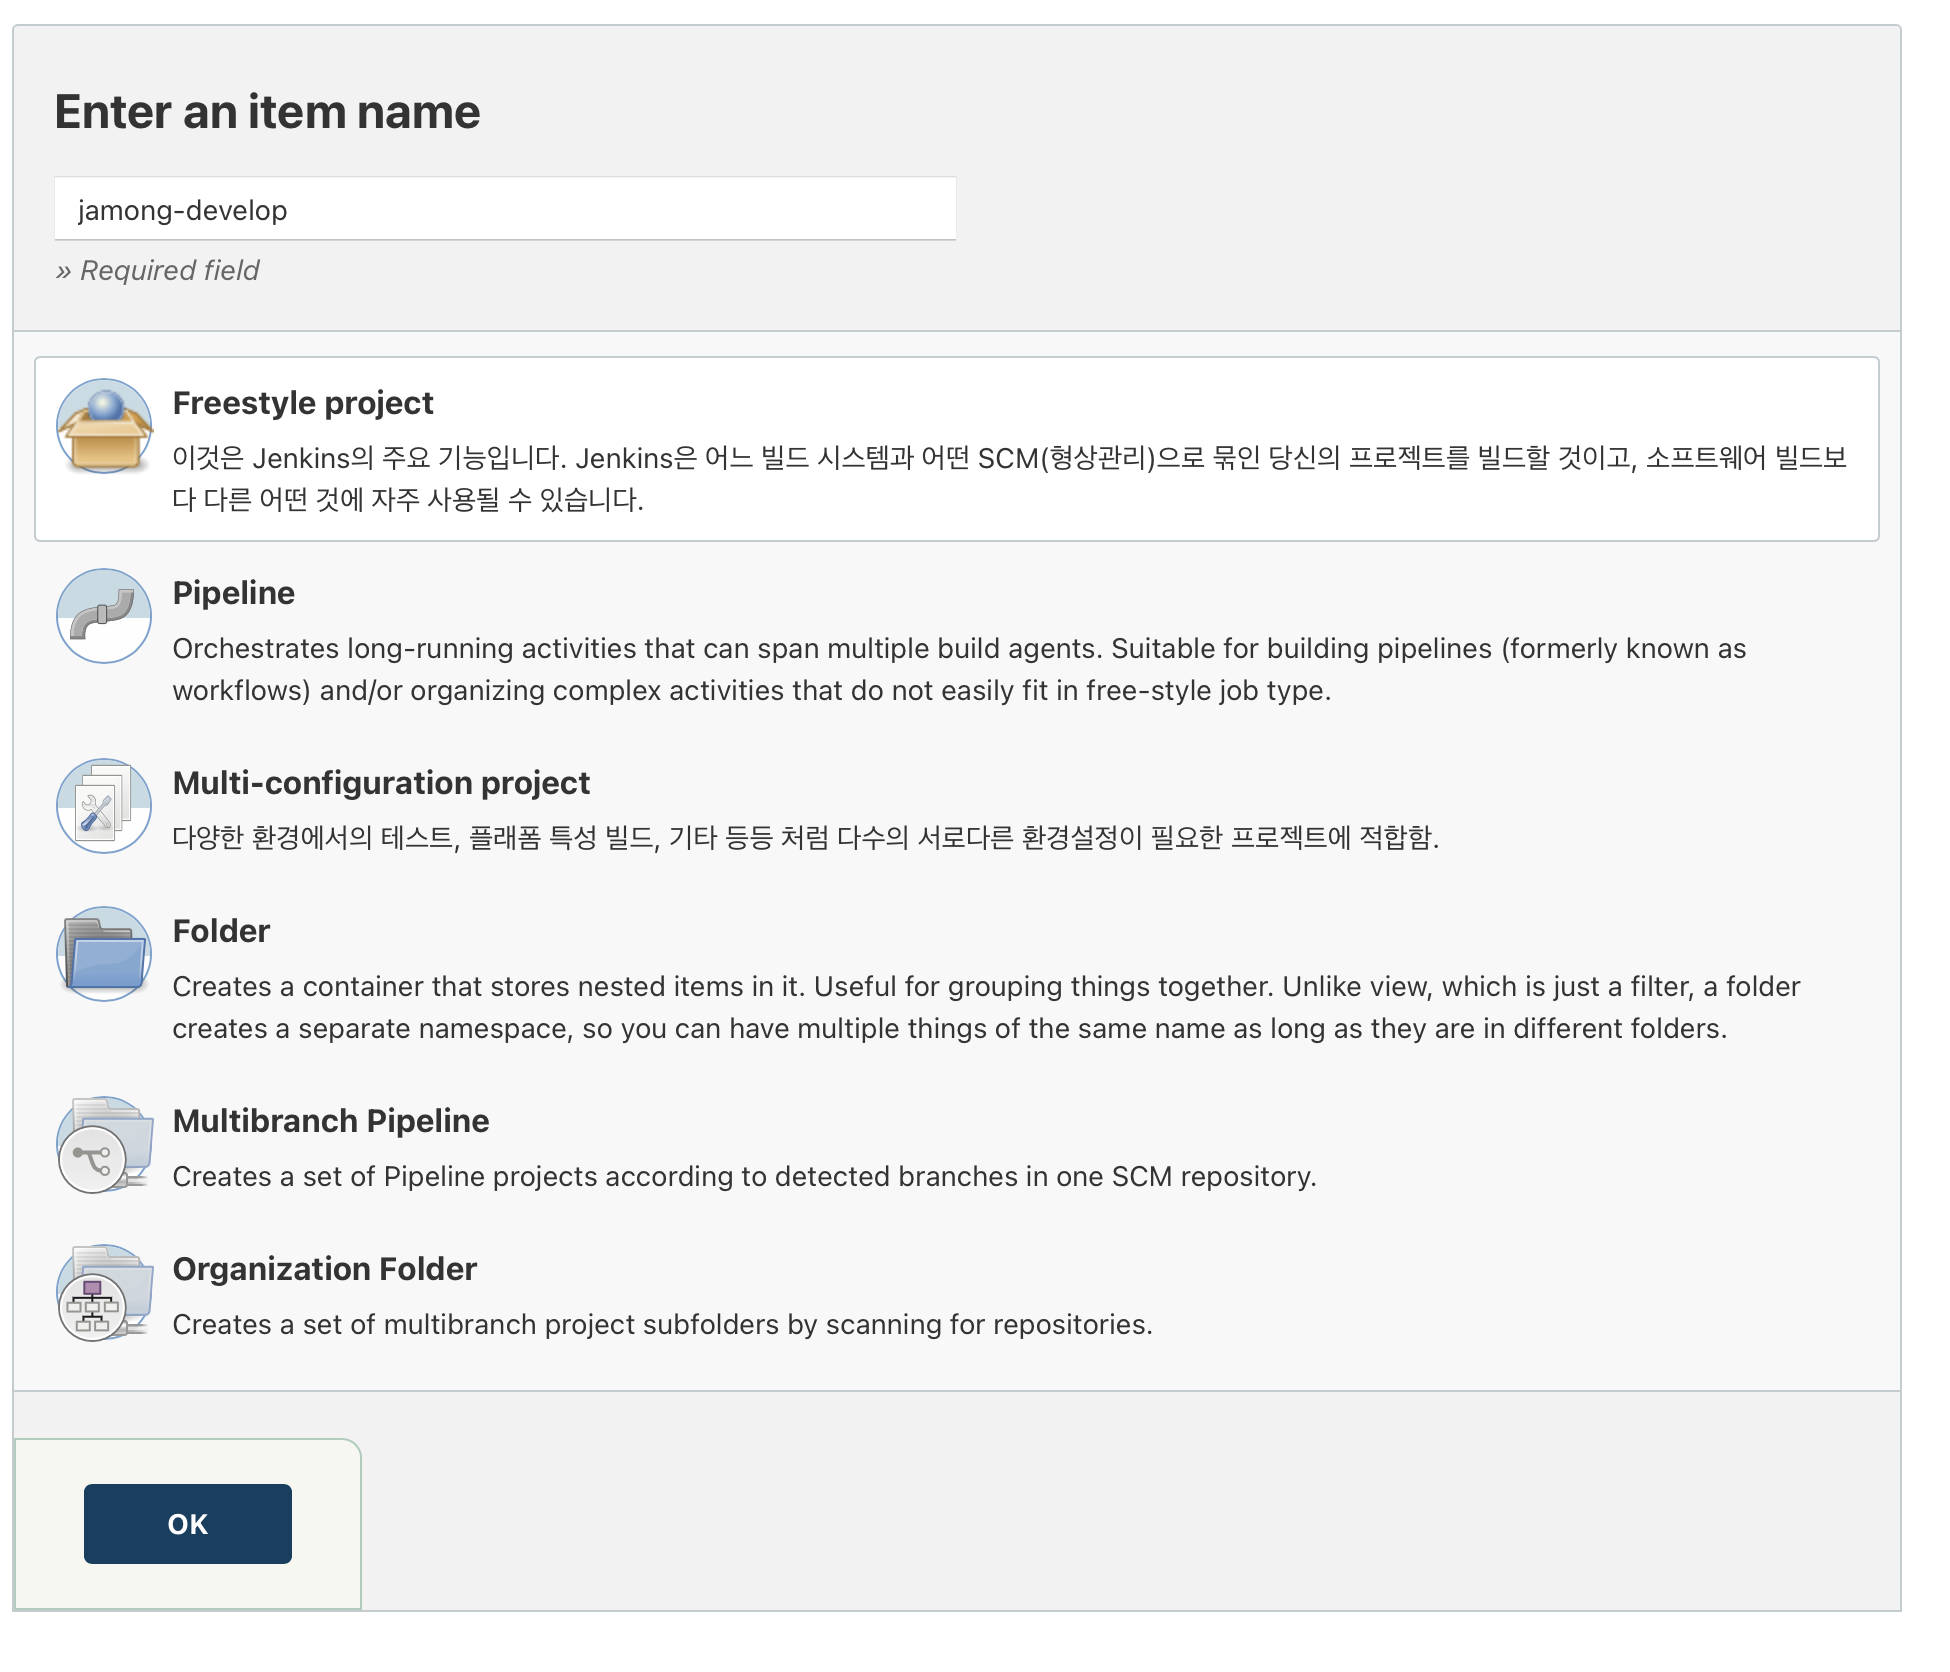 Enter an item name
jamong-develop
» Required field
Freestyle project
이것은 Jenkins의 주요 기능입니다. Jenkins은 어느 빌드 시스템과 어떤 SCM(형상관리)으로 묶인 당신의 프로젝트를 빌드할 것이고, 소프트웨어 빌드보
다 다른 어떤 것에 자주 사용될 수 있습니다.
Pipeline
Orchestrates long-running activities that can span multiple build agents. Suitable for building pipelines (formerly known as
workflows) and/or organizing complex activities that do not easily fit in free-style job type.
Multi-configuration project
다양한 환경에서의 테스트, 플래폼 특성 빌드, 기타 등등 처럼 다수의 서로다른 환경설정이 필요한 프로젝트에 적합함.
Folder
Creates a container that stores nested items in it. Useful for grouping things together. Unlike view, which is just a filter, a folder
creates a separate namespace, so you can have multiple things of the same name as long as they are in different folders.
Multibranch Pipeline
Creates a set of Pipeline projects according to detected branches in one SCM repository.
Organization Folder
Creates a set of multibranch project subfolders by scanning for repositories.
OK